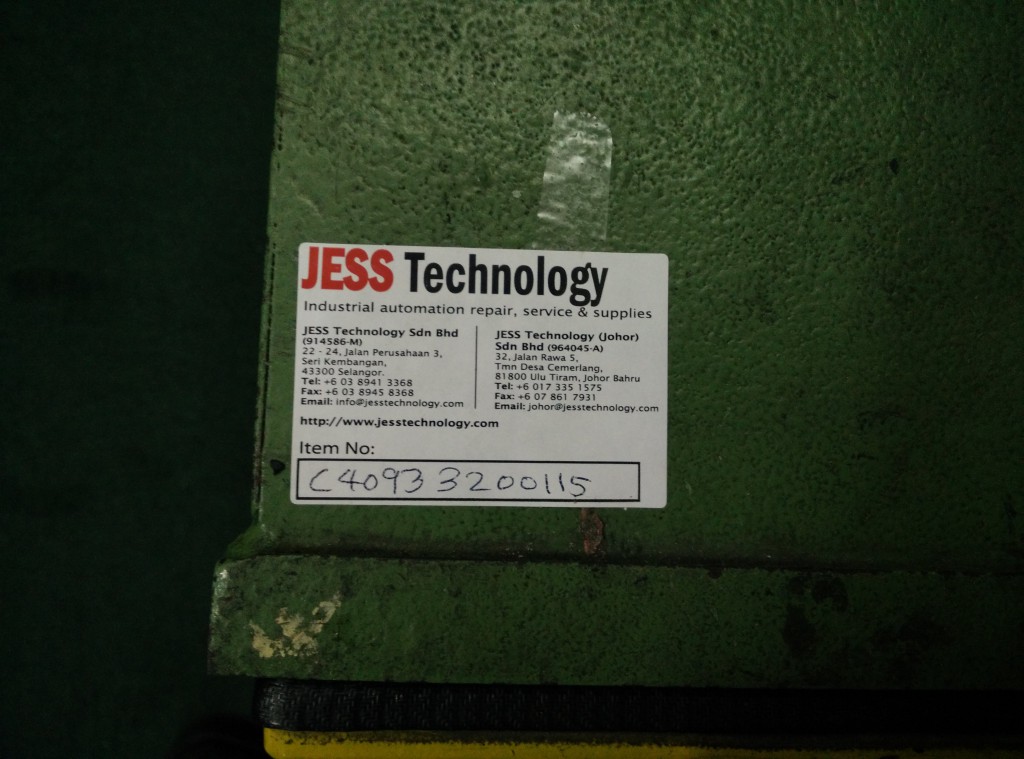 JESS Technology
Industrial automation repair, service & supplies
JESS Technology Sdn Bhd
(914586-M)
22 - 24, Jalan Perusahaan 3,
Seri Kembangan,
43300 Selangor.
Tel: +6 03 8941 3368
Fax: +6 03 8945 8368
Email: info@jesstechnology.com
JESS Technology (Johor)
Sdn Bhd (964045-A)
32, Jalan Rawa 5,
Tmn Desa Cemerlang,
81800 Ulu Tiram, Johor Bahru
Tel: +6 017 335 1575
Fax: +6 07 861 7931
Email: johor@jesstechnology.com
http://www.jesstechnology.com
Item No:
C40933200115